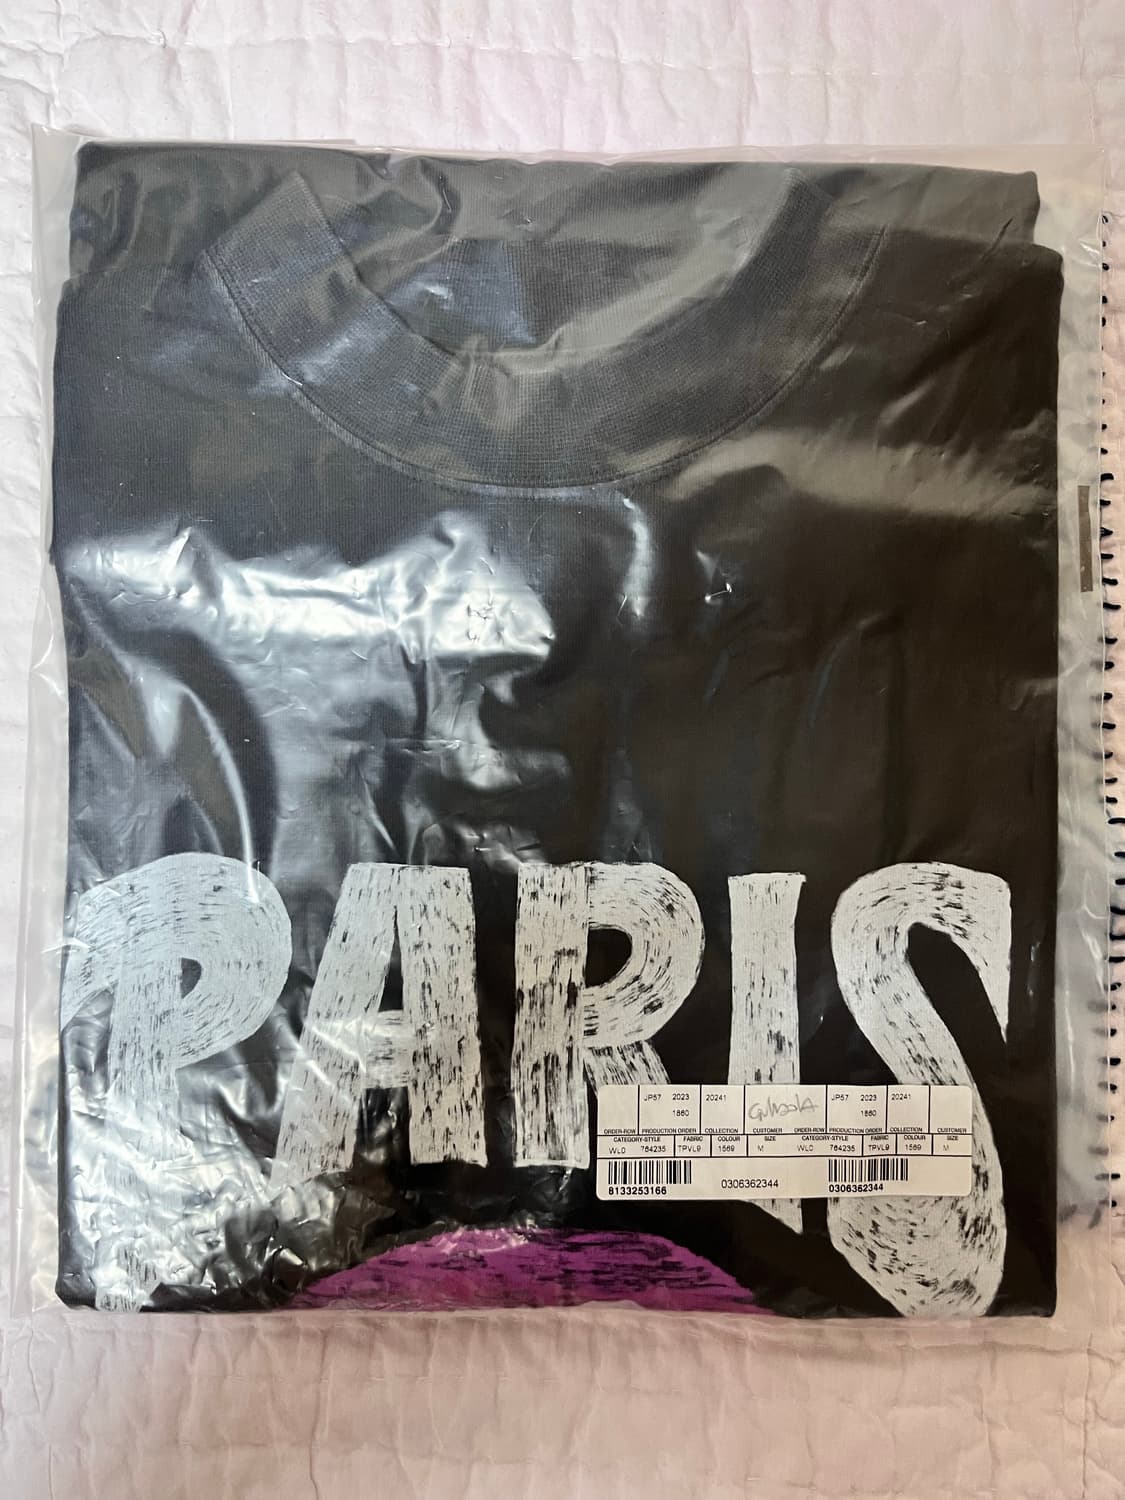 PARIS
JP57 2023 20241 JP57 2023 20241
1860 1860
ORDER-ROW PRODUCTION ORDER COLLECTION CUSTOMER ORDER-ROW PRODUCTION ORDER COLLECTION CUSTOMER
CATEGORY-STYLE FABRIC COLOUR SIZE CATEGORY-STYLE FABRIC COLOUR SIZE
WLO 764235 TPVL9 1569 M WLO 764235 TPVL9 1569 M
8133253166 0306362344 0306362344